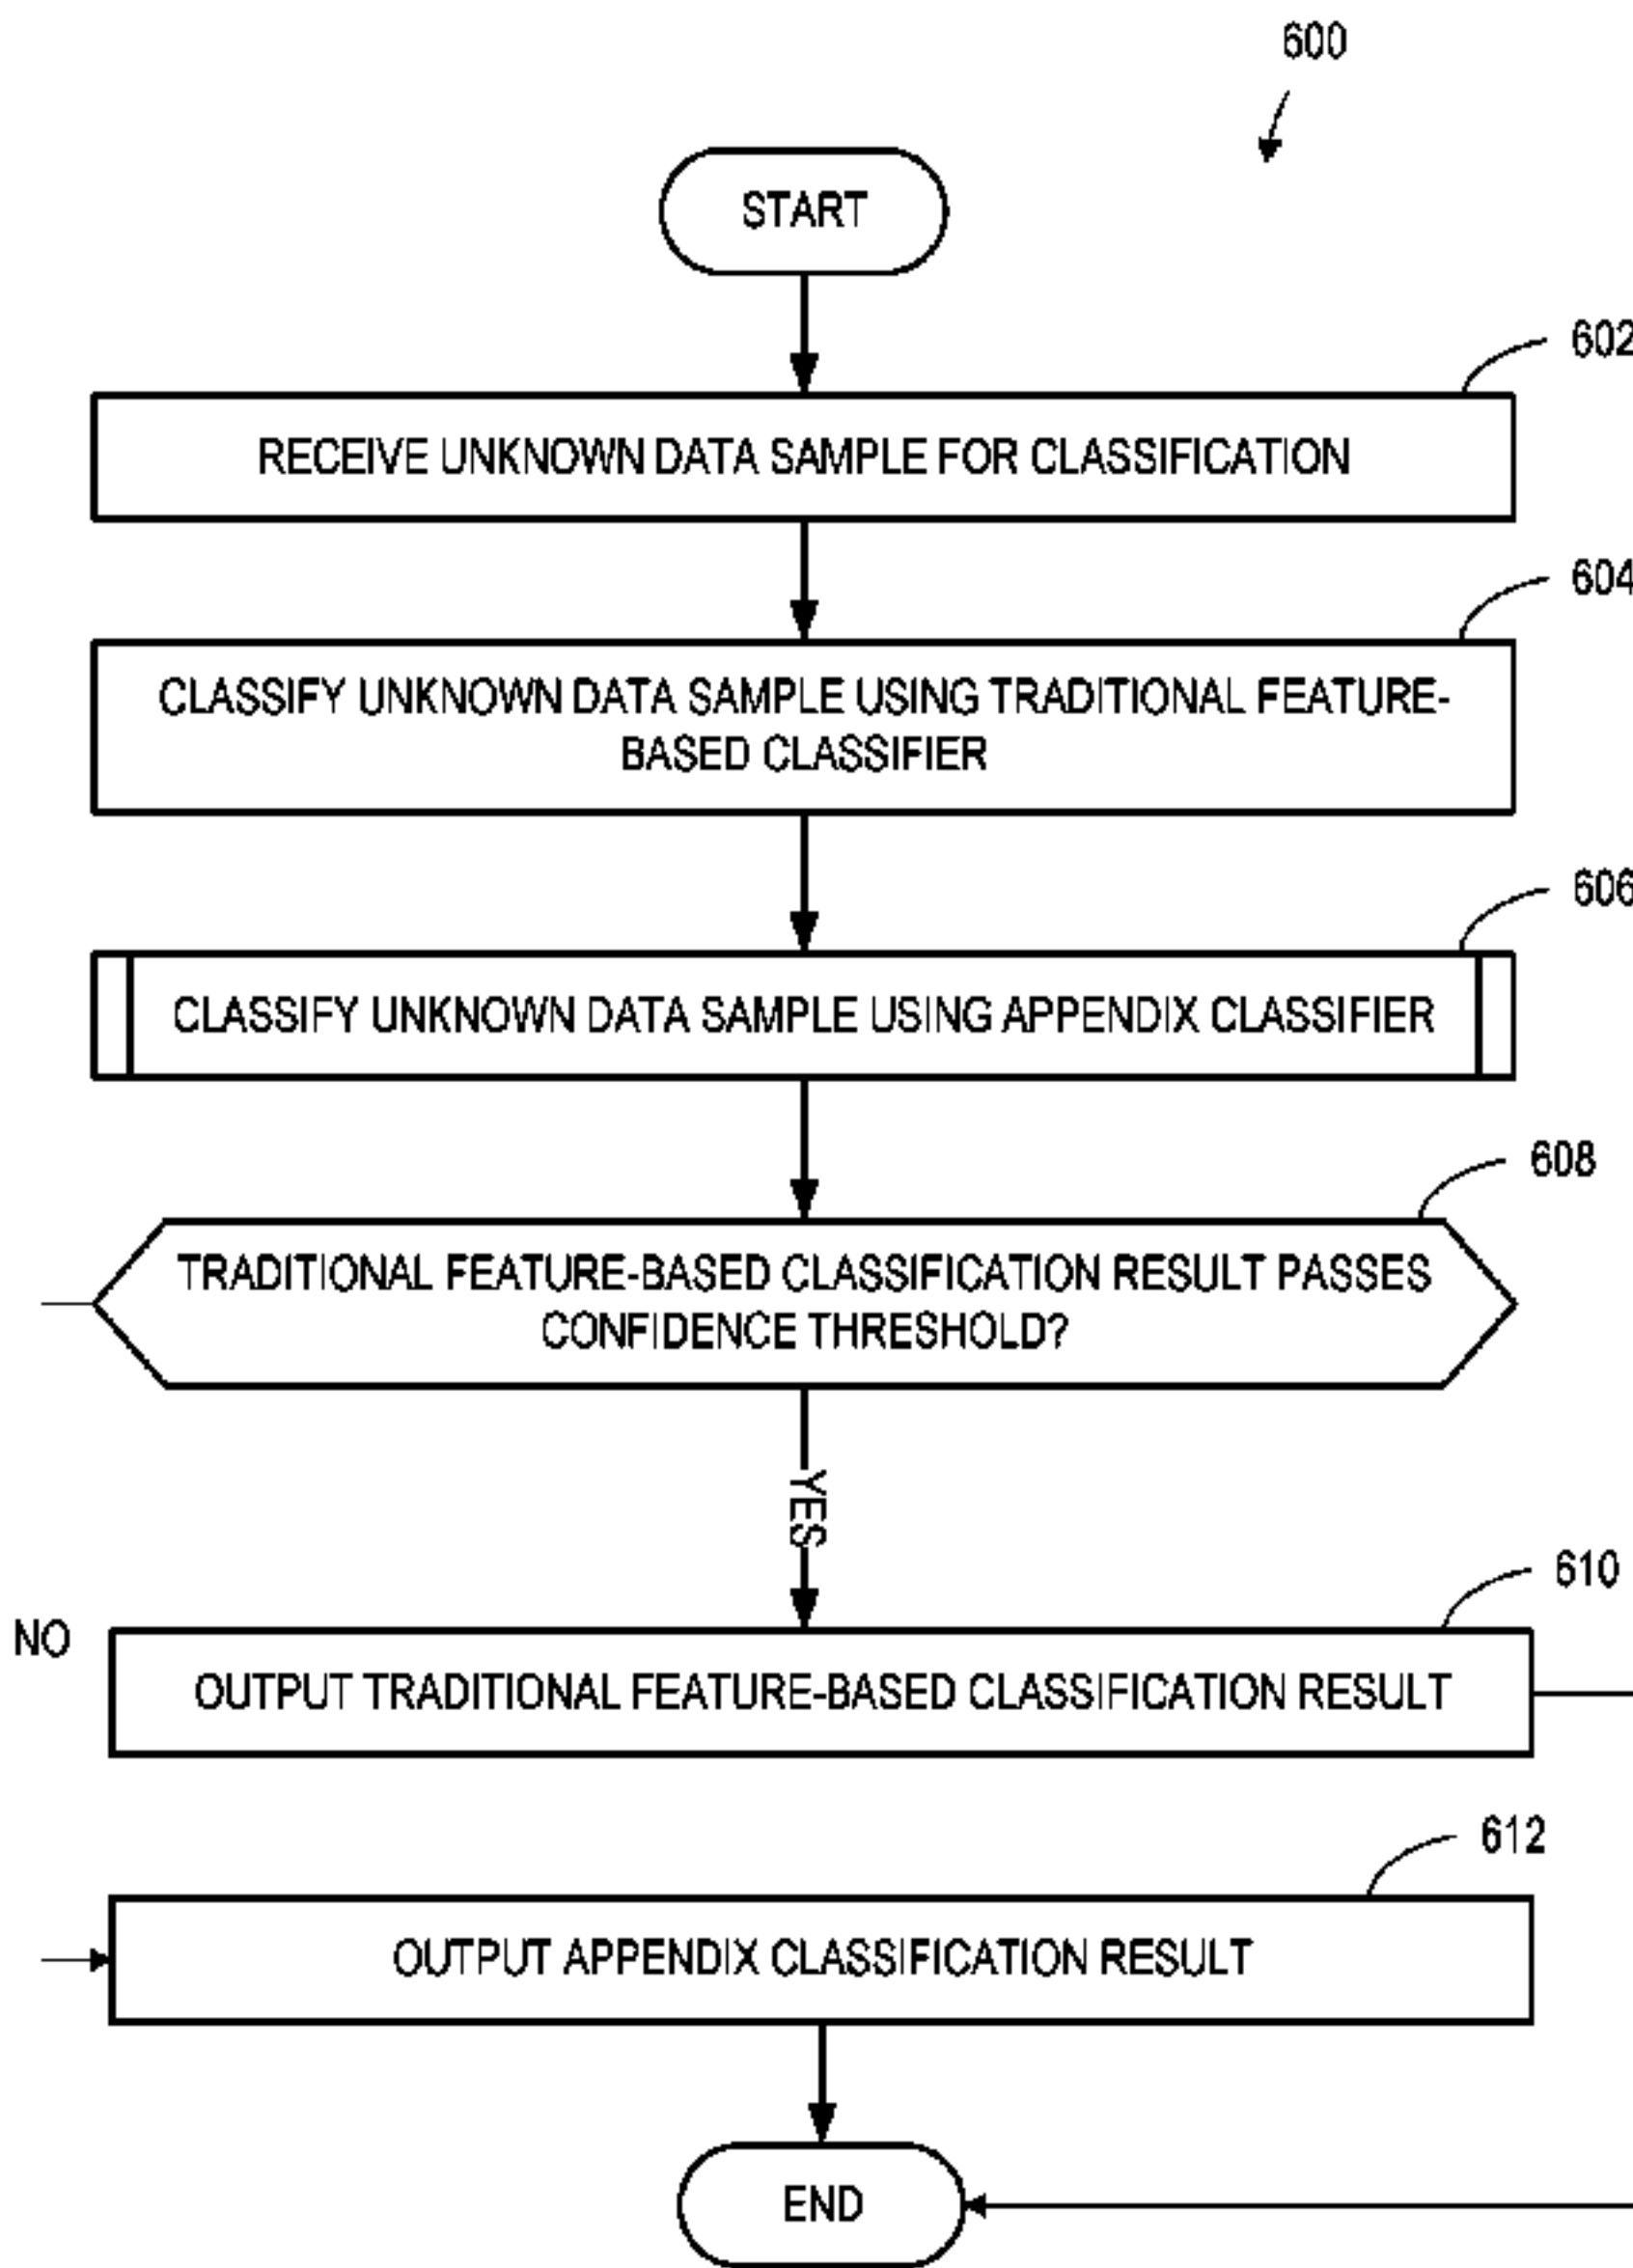 600
START
602
RECEIVE UNKNOWN DATA SAMPLE FOR CLASSIFICATION
604
CLASSIFY UNKNOWN DATA SAMPLE USING TRADITIONAL FEATURE-
BASED CLASSIFIER
606
CLASSIFY UNKNOWN DATA SAMPLE USING APPENDIX CLASSIFIER
608
TRADITIONAL FEATURE-BASED CLASSIFICATION RESULT PASSES
CONFIDENCE THRESHOLD?
YES
610
NO
OUTPUT TRADITIONAL FEATURE-BASED CLASSIFICATION RESULT
612
OUTPUT APPENDIX CLASSIFICATION RESULT
END